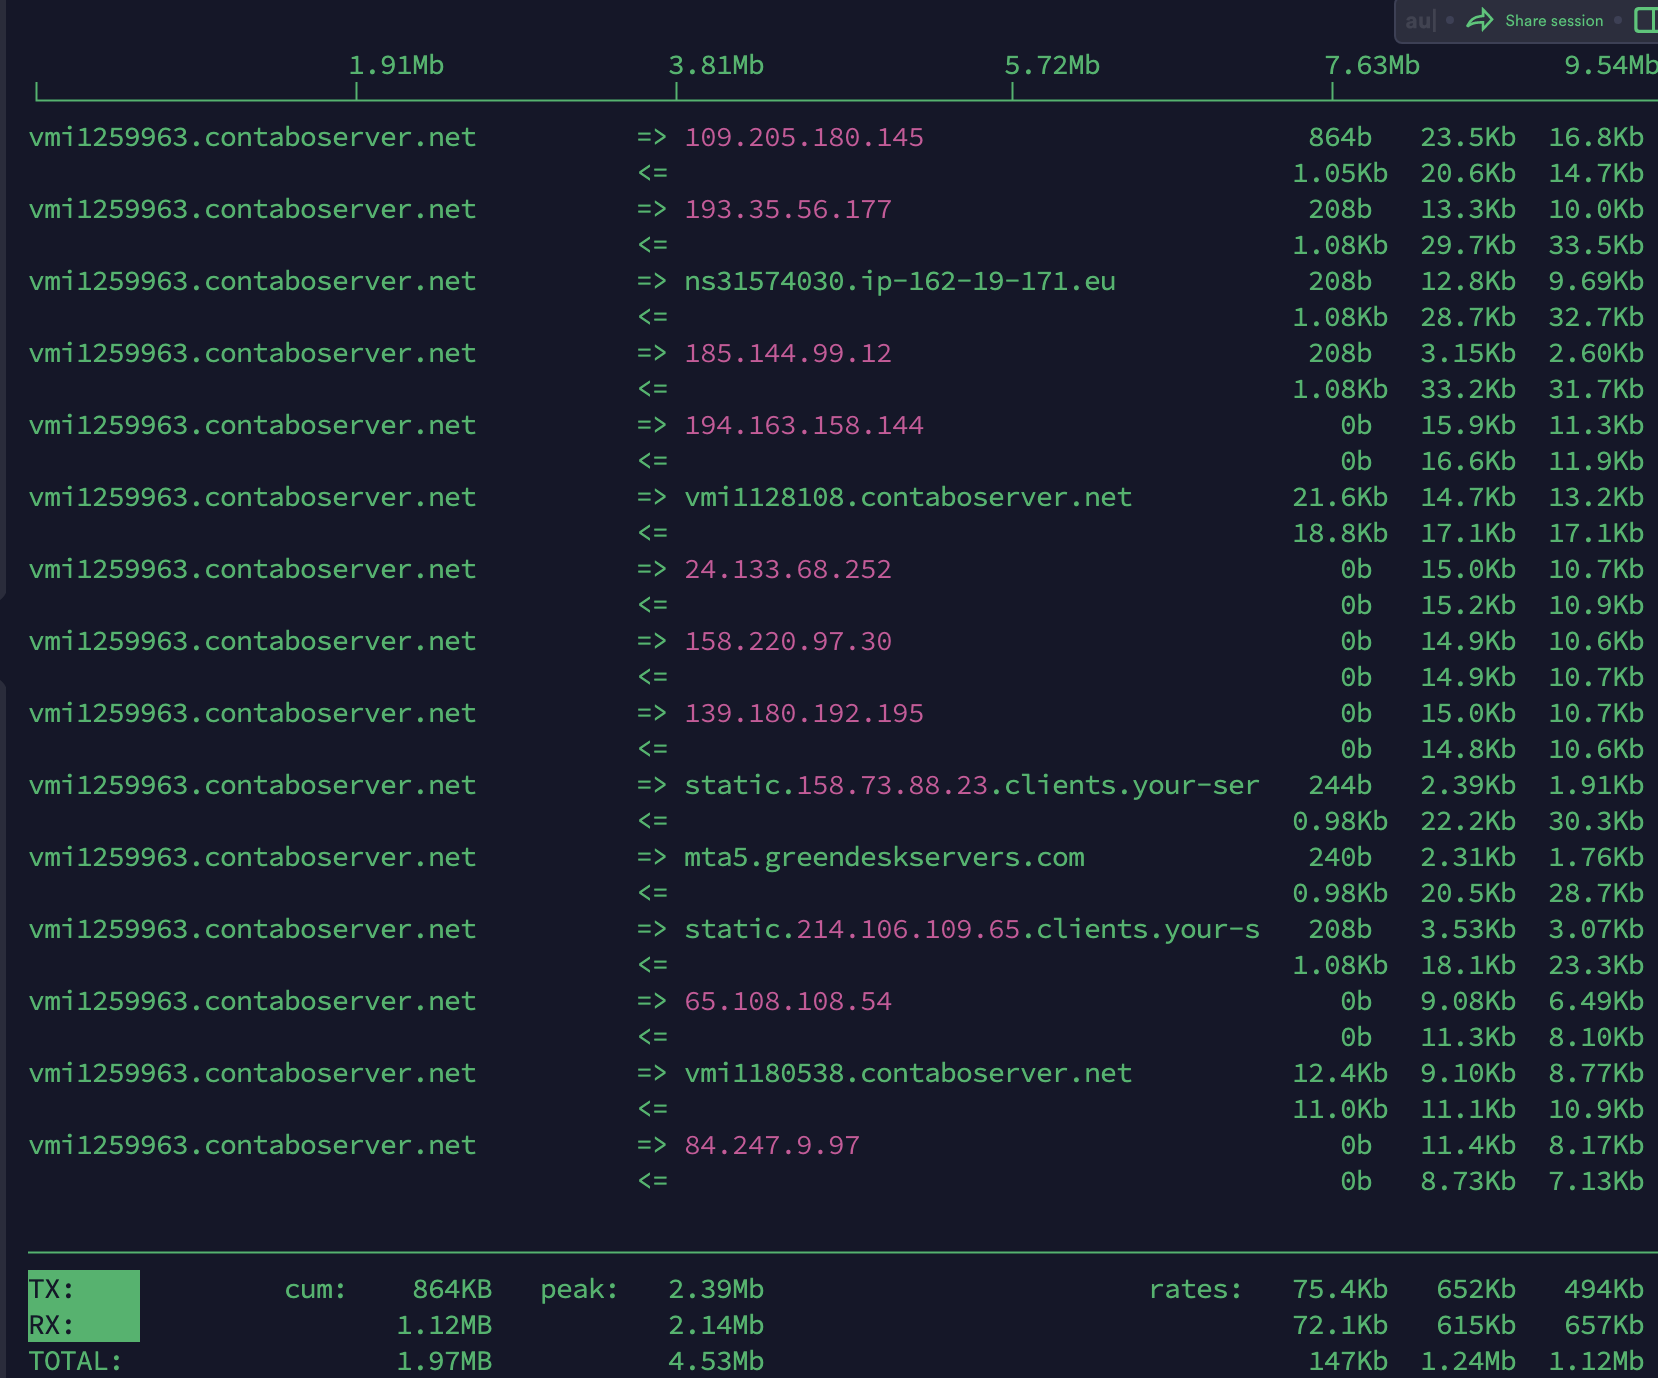 au| • Share session •
1.91Mb 3.81Mb 5.72Mb 7.63Mb 9.54Mb
vmi1259963.contaboserver.net => 109.205.180.145 864b 23.5Kb 16.8Kb
<= 1.05Kb 20.6Kb 14.7Kb
vmi1259963.contaboserver.net => 193.35.56.177 208b 13.3Kb 10.0Kb
<= 1.08Kb 29.7Kb 33.5Kb
vmi1259963.contaboserver.net => ns31574030.ip-162-19-171.eu 208b 12.8Kb 9.69Kb
<= 1.08Kb 28.7Kb 32.7Kb
vmi1259963.contaboserver.net => 185.144.99.12 208b 3.15Kb 2.60Kb
<= 1.08Kb 33.2Kb 31.7Kb
vmi1259963.contaboserver.net => 194.163.158.144 0b 15.9Kb 11.3Kb
<= 0b 16.6Kb 11.9Kb
vmi1259963.contaboserver.net => vmi1128108.contaboserver.net 21.6Kb 14.7Kb 13.2Kb
<= 18.8Kb 17.1Kb 17.1Kb
vmi1259963.contaboserver.net => 24.133.68.252 0b 15.0Kb 10.7Kb
<= 0b 15.2Kb 10.9Kb
vmi1259963.contaboserver.net => 158.220.97.30 0b 14.9Kb 10.6Kb
<= 0b 14.9Kb 10.7Kb
vmi1259963.contaboserver.net => 139.180.192.195 0b 15.0Kb 10.7Kb
<= 0b 14.8Kb 10.6Kb
vmi1259963.contaboserver.net => static.158.73.88.23.clients.your-ser 244b 2.39Kb 1.91Kb
<= 0.98Kb 22.2Kb 30.3Kb
vmi1259963.contaboserver.net => mta5.greendeskservers.com 240b 2.31Kb 1.76Kb
<= 0.98Kb 20.5Kb 28.7Kb
vmi1259963.contaboserver.net => static.214.106.109.65.clients.your-s 208b 3.53Kb 3.07Kb
<= 1.08Kb 18.1Kb 23.3Kb
vmi1259963.contaboserver.net => 65.108.108.54 0b 9.08Kb 6.49Kb
<= 0b 11.3Kb 8.10Kb
vmi1259963.contaboserver.net => vmi1180538.contaboserver.net 12.4Kb 9.10Kb 8.77Kb
<= 11.0Kb 11.1Kb 10.9Kb
vmi1259963.contaboserver.net => 84.247.9.97 0b 11.4Kb 8.17Kb
<= 0b 8.73Kb 7.13Kb
TX: cum: 864KB peak: 2.39Mb rates: 75.4Kb 652Kb 494Kb
RX: 1.12MB 2.14Mb 72.1Kb 615Kb 657Kb
TOTAL: 1.97MB 4.53Mb 147Kb 1.24Mb 1.12Mb